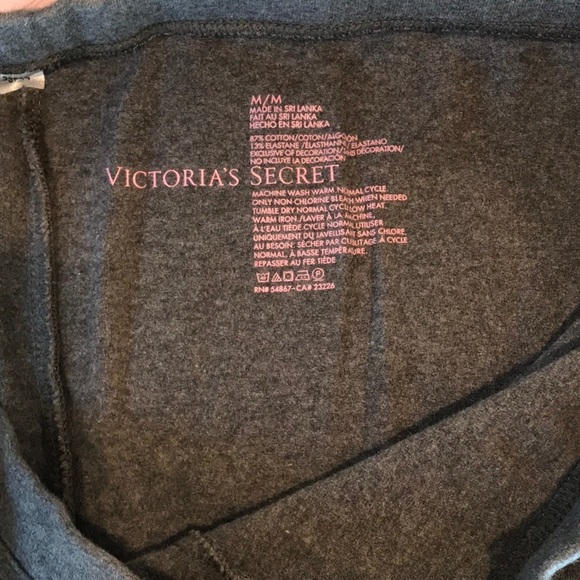 M/M
MADE IN SRI LANKA
FAIT AU SRI LANKA
HECHO EN SRI LANKA
87% COTTON/COTON/ALGODÓN
13% ELASTANE /ÉLASTHANNE/ELASTANO
EXCLUSIVE OF DECORATION/SANS DÉCORATION/
NO INCLUYE LA DECORACIÓN
VICTORIA'S SECRET
MACHINE WASH WARM, NORMAL CYCLE.
ONLY NON CHLORINE BLEACH WHEN NEEDED
TUMBLE DRY NORMAL CYCLE LOW HEAT.
WARM IRON./LAVER À LA MACHINE,
À L'EAU TIÈDE CYCLE NORMAL.UTILISER
UNIQUEMENT DU JAVELLISANT SANS CHLORE,
AU BESOIN. SÉCHER PAR CULBUTAGE À CYCLE
NORMAL, À BASSE TEMPÉRATURE.
REPASSER AU FER TIÈDE
RN# 54867-CA# 23226